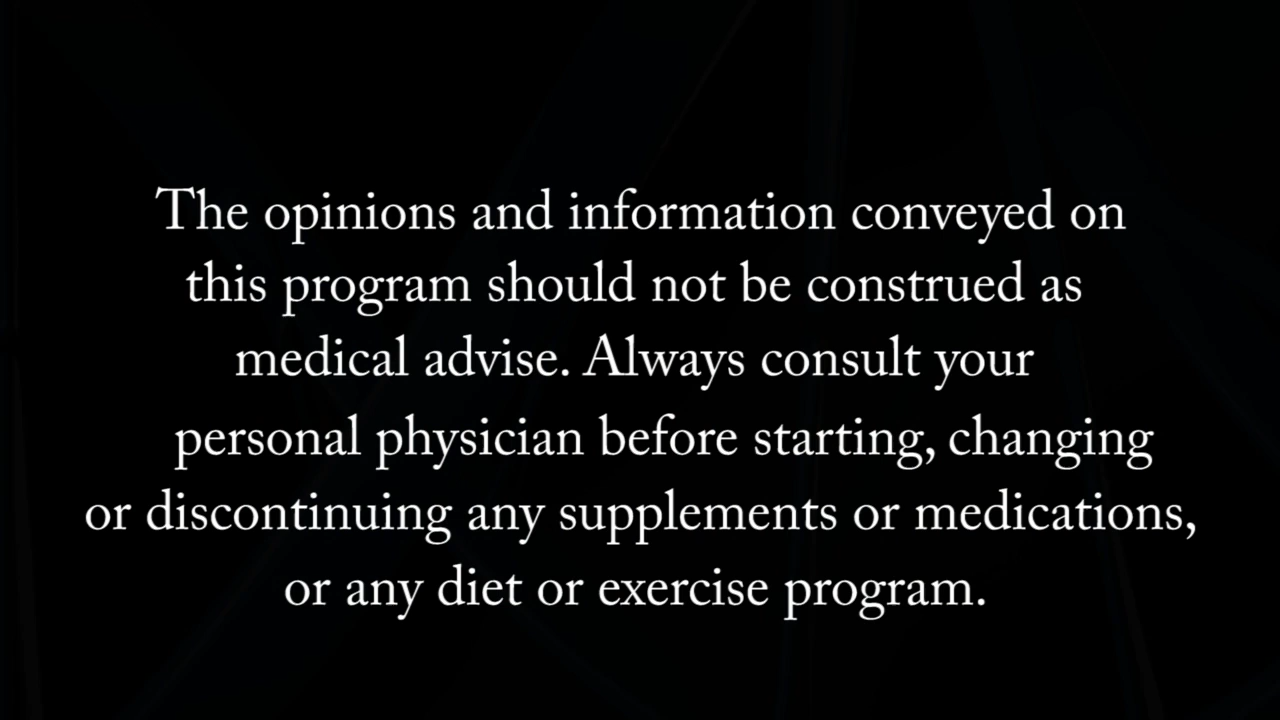 The opinions and information conveyed on
this program should not be construed as
medical advise. Always consult your
personal physician before starting, changing
or discontinuing any supplements or medications,
or any diet or exercise program.